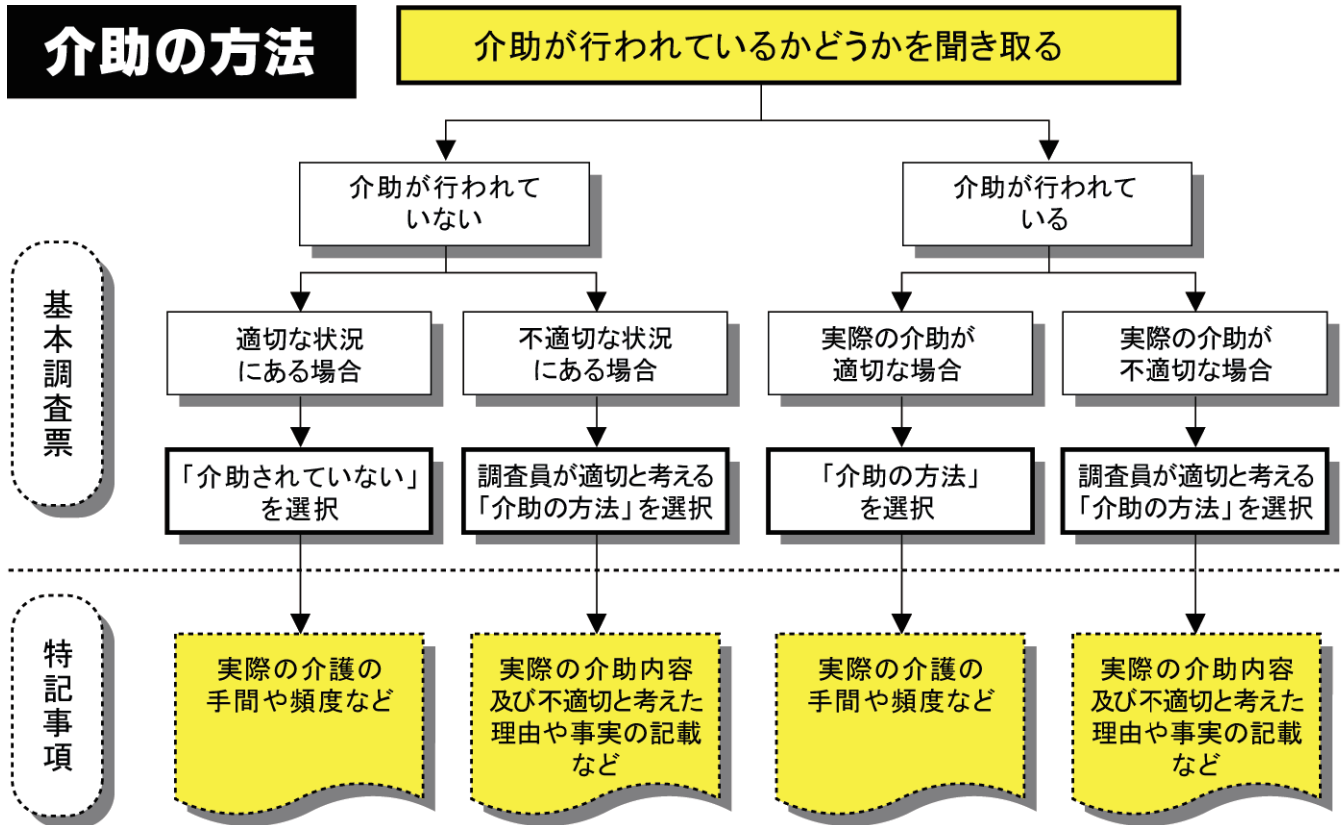 介助の方法
介助が行われているかどうかを聞き取る
介助が行われて
いない
介助が行われて
いる
基本調査票
適切な状況
にある場合
不適切な状況
にある場合
実際の介助が
適切な場合
実際の介助が
不適切な場合
「介助されていない」
を選択
調査員が適切と考える
「介助の方法」を選択
「介助の方法」
を選択
調査員が適切と考える
「介助の方法」を選択
特記事項
実際の介護の
手間や頻度など
実際の介助内容
及び不適切と考えた
理由や事実の記載
など
実際の介護の
手間や頻度など
実際の介助内容
及び不適切と考えた
理由や事実の記載
など